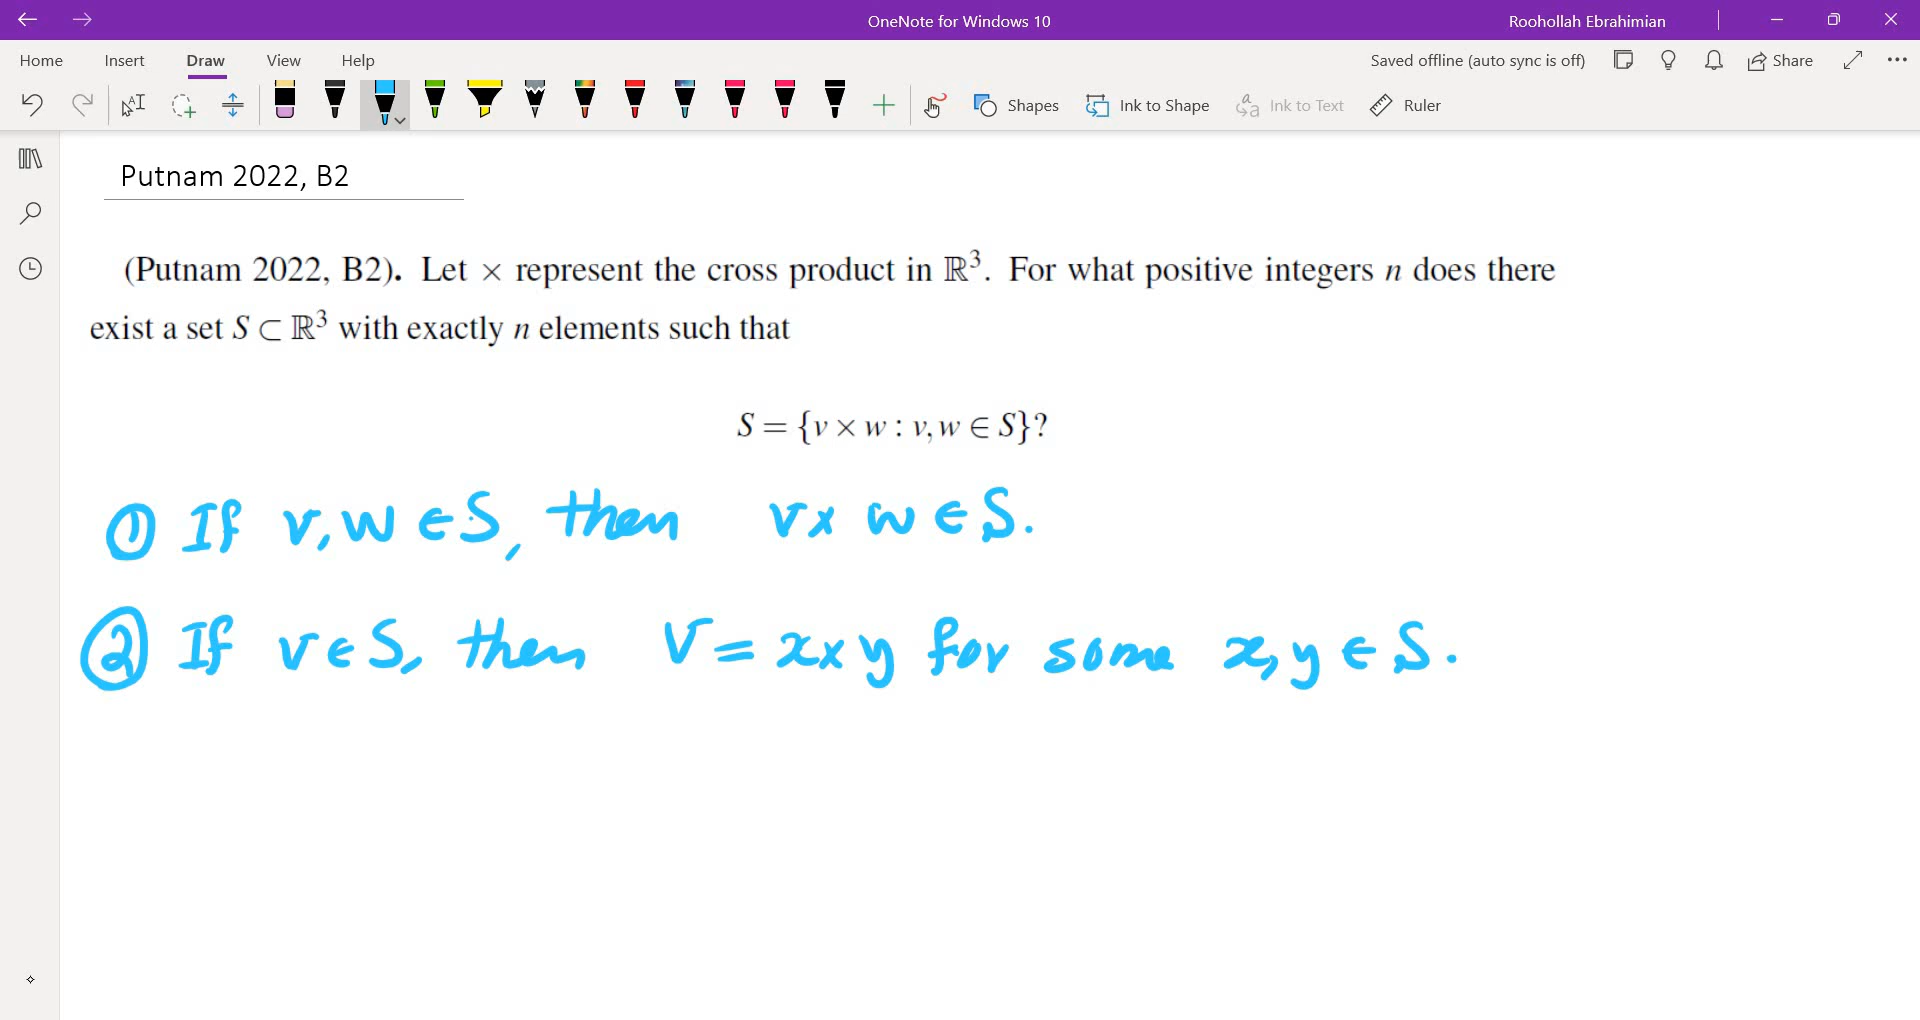 OneNote for Windows 10
Roohollah Ebrahimian
Home Insert Draw View Help
Saved offline (auto sync is off) Share
Shapes Ink to Shape Ink to Text Ruler
Putnam 2022, B2
(Putnam 2022, B2). Let × represent the cross product in ℝ³. For what positive integers n does there
exist a set S ⊂ ℝ³ with exactly n elements such that
S = {v × w : v, w ∈ S}?
① If v, w ∈ S, then v × w ∈ S.
② If v ∈ S, then v = x × y for some x, y ∈ S.